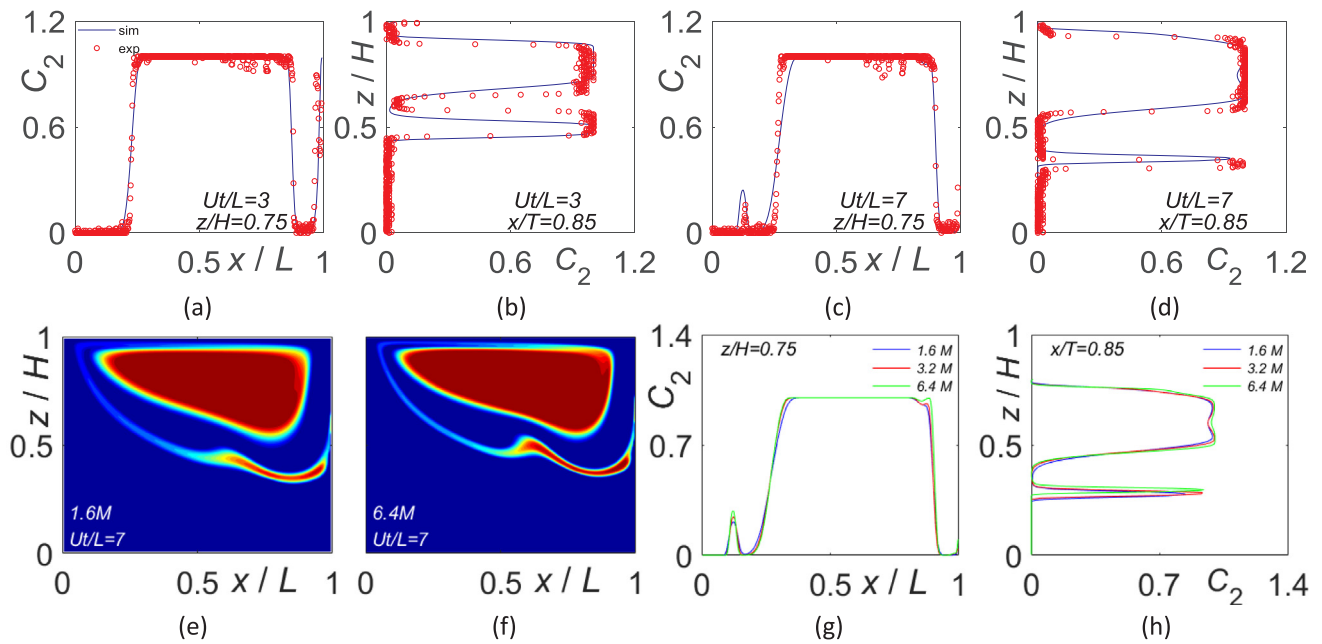 1.2
sim
exp
C2
0.6
0
Ut/L=3
z/H=0.75
0
0.5 x / L
1
(a)
1
z / H
0.5
0
Ut/L=3
x/T=0.85
0
0.6
C2
1.2
(b)
1.2
C2
0.6
0
Ut/L=7
z/H=0.75
0
0.5 x / L
1
(c)
1
z / H
0.5
0
Ut/L=7
x/T=0.85
0
0.6
C2
1.2
(d)
1
z / H
0.5
0
1.6M
Ut/L=7
0
0.5 x / L
1
(e)
6.4M
Ut/L=7
0
0.5 x / L
1
(f)
1.4
z/H=0.75
1.6 M
3.2 M
6.4 M
C2
0.7
0
0
0.5 x / L
1
(g)
1
x/T=0.85
1.6 M
3.2 M
6.4 M
z / H
0.5
0
0
0.7
C2
1.4
(h)